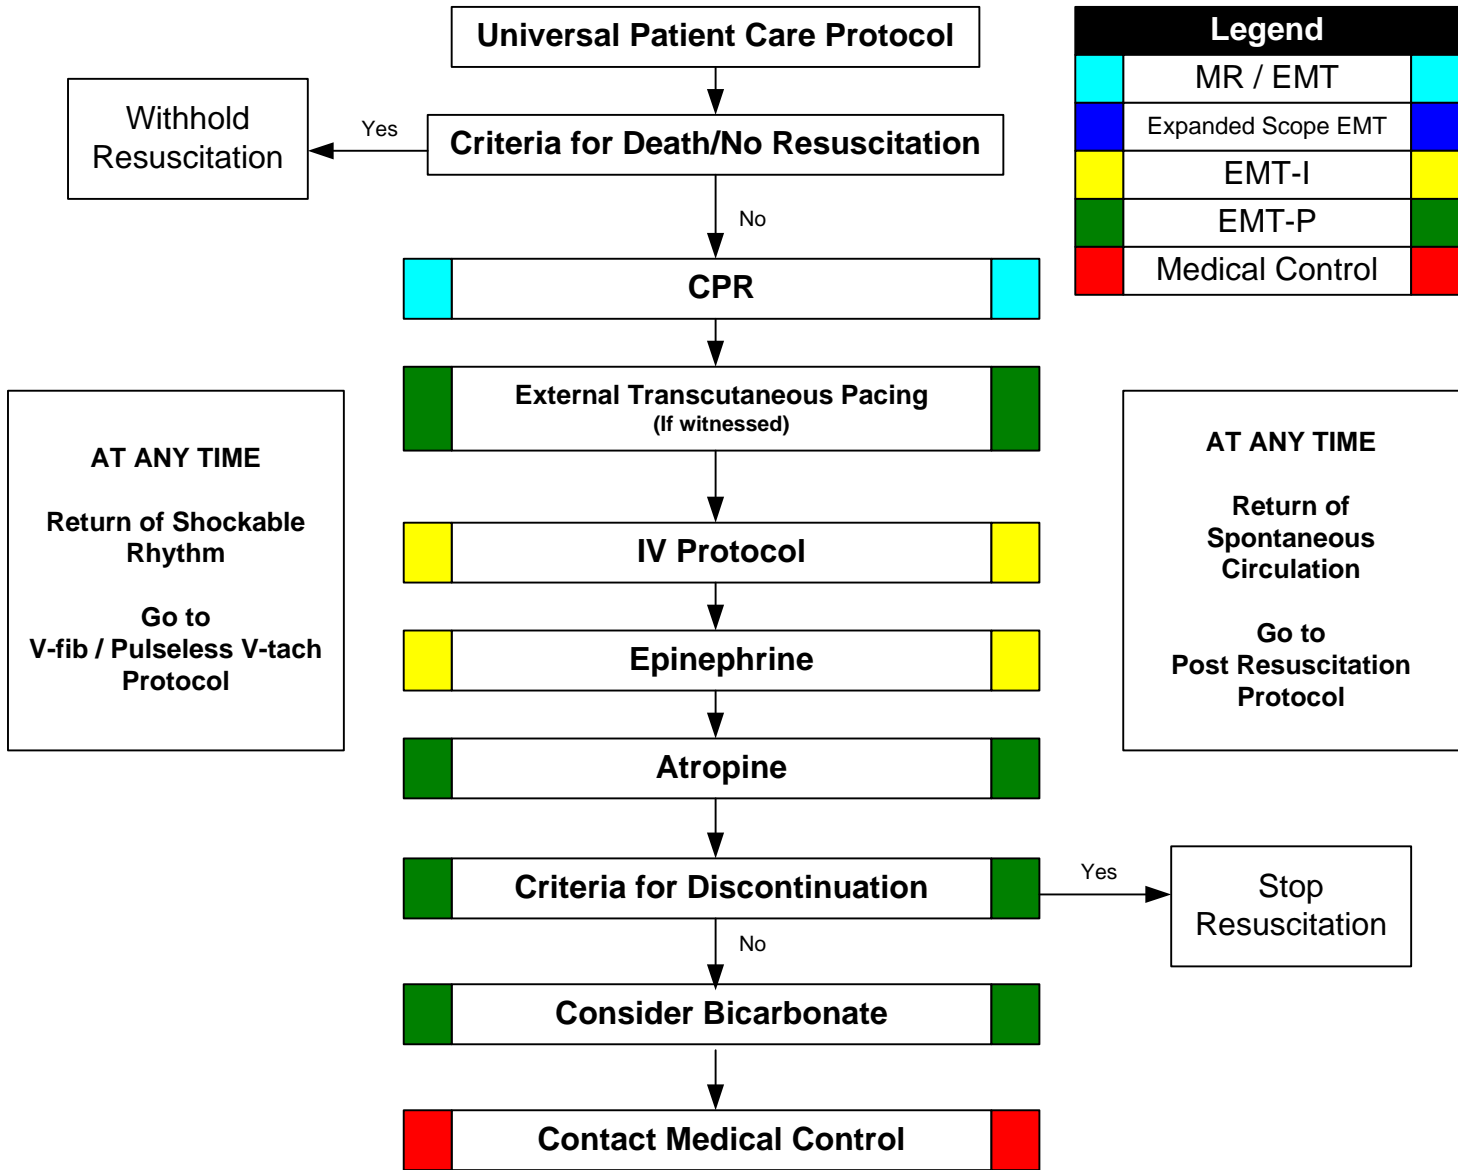 Universal Patient Care Protocol
Legend
MR / EMT
Expanded Scope EMT
EMT-I
EMT-P
Medical Control
Withhold
Resuscitation
Yes
Criteria for Death/No Resuscitation
No
CPR
External Transcutaneous Pacing
(If witnessed)
AT ANY TIME
Return of Shockable
Rhythm
Go to
V-fib / Pulseless V-tach
Protocol
AT ANY TIME
Return of
Spontaneous
Circulation
Go to
Post Resuscitation
Protocol
IV Protocol
Epinephrine
Atropine
Criteria for Discontinuation
Yes
Stop
Resuscitation
No
Consider Bicarbonate
Contact Medical Control